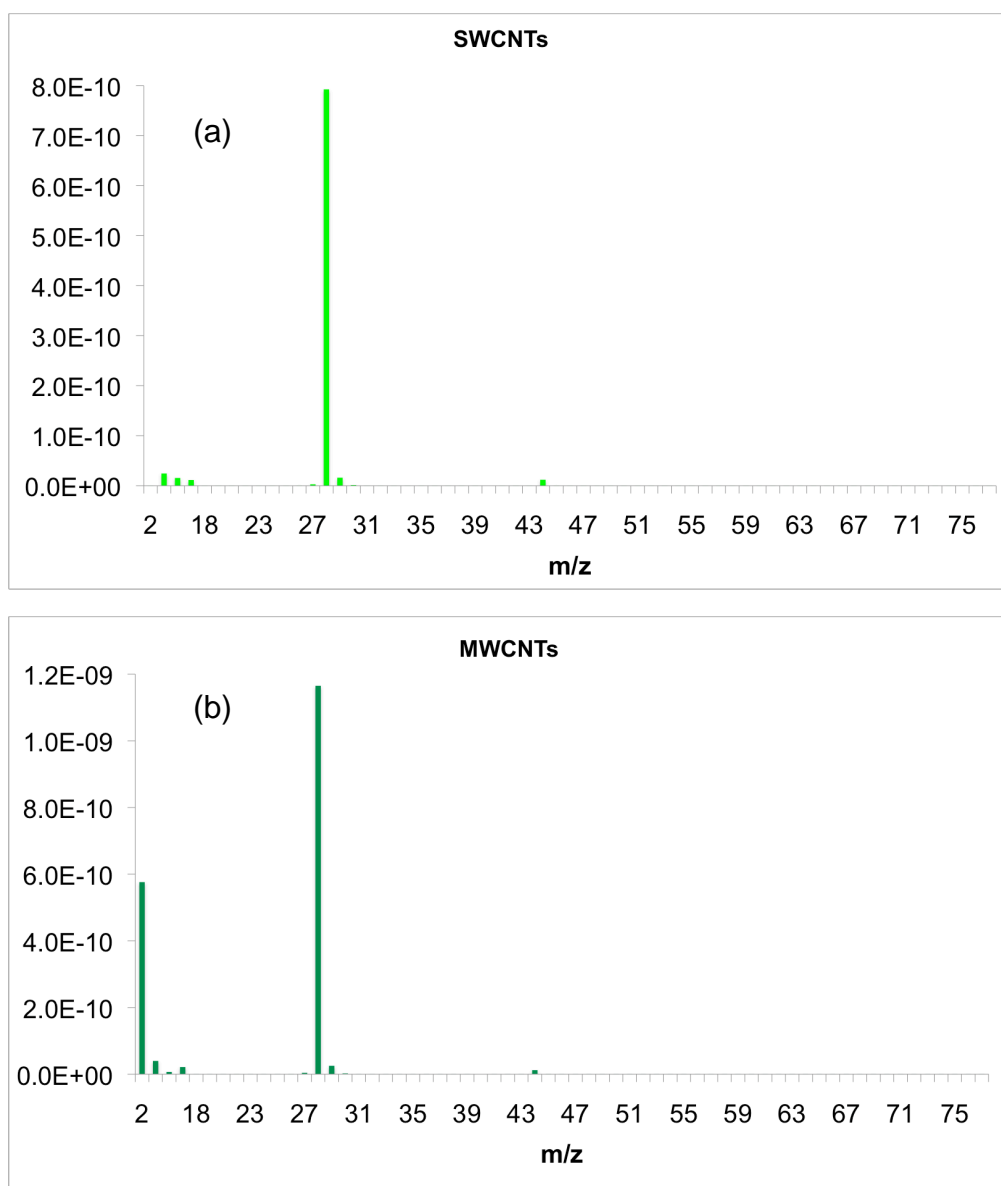 SWCNTs
(a)
8.0E-10
7.0E-10
6.0E-10
5.0E-10
4.0E-10
3.0E-10
2.0E-10
1.0E-10
0.0E+00
2 18 23 27 31 35 39 43 47 51 55 59 63 67 71 75
m/z
MWCNTs
(b)
1.2E-09
1.0E-09
8.0E-10
6.0E-10
4.0E-10
2.0E-10
0.0E+00
2 18 23 27 31 35 39 43 47 51 55 59 63 67 71 75
m/z